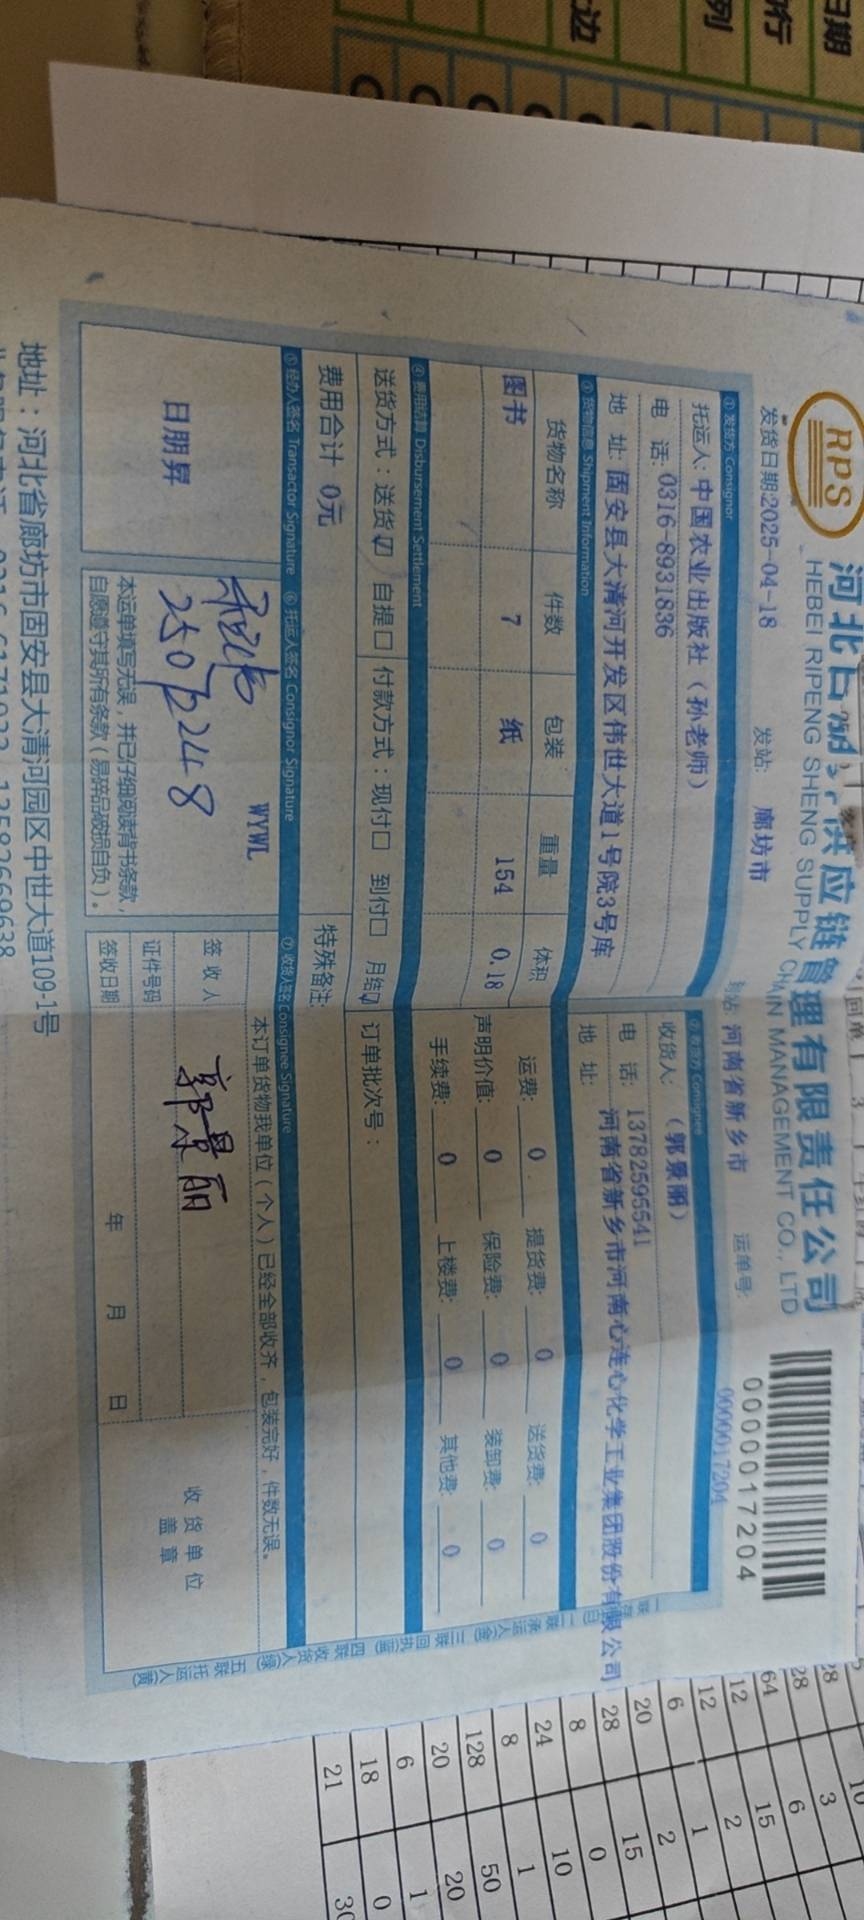 RPS
河北日朋昇供应链管理有限责任公司
HEBEI RIPENG SHENG SUPPLY CHAIN MANAGEMENT CO., LTD
0000017204
发货日期:2025-04-18 发站: 廊坊市 到站: 河南省新乡市 运单号: 0000017204
① 发货方 Consignor
托运人: 中国农业出版社（孙老师）
电 话: 0316-8931836
地 址: 固安县大清河开发区伟世大道1号院3号库
② 收货方 Consignee
收货人: （郭景丽）
电 话: 13782595541
地 址: 河南省新乡市河南心连心化学工业集团股份有限公司
③ 货物信息 Shipment Information
货物名称 件数 包装 重量 体积
图书 7 纸 154 0.18
运费: 0 提货费: 0 送货费: 0
声明价值: 0 保险费: 0 装卸费: 0
手续费: 0 上楼费: 0 其他费: 0
④ 费用结算 Disbursement Settlement
送货方式：送货☑ 自提□ 付款方式：现付□ 到付□ 月结☑ 订单批次号：
费用合计 0元 特殊备注:
⑤ 经办人签名 Transactor Signature ⑥ 托运人签名 Consignor Signature ⑦ 收货人签名 Consignee Signature
日朋昇
WYWL
本运单填写无误，并已仔细阅读背书条款，
自愿遵守其所有条款（易碎品破损自负）。
本订单货物我单位（个人）已经全部收齐，包装完好，件数无误。
签 收 人 郭景丽
证件号码
签收日期 年 月 日
收货单位
盖 章
地址：河北省廊坊市固安县大清河园区中世大道109-1号